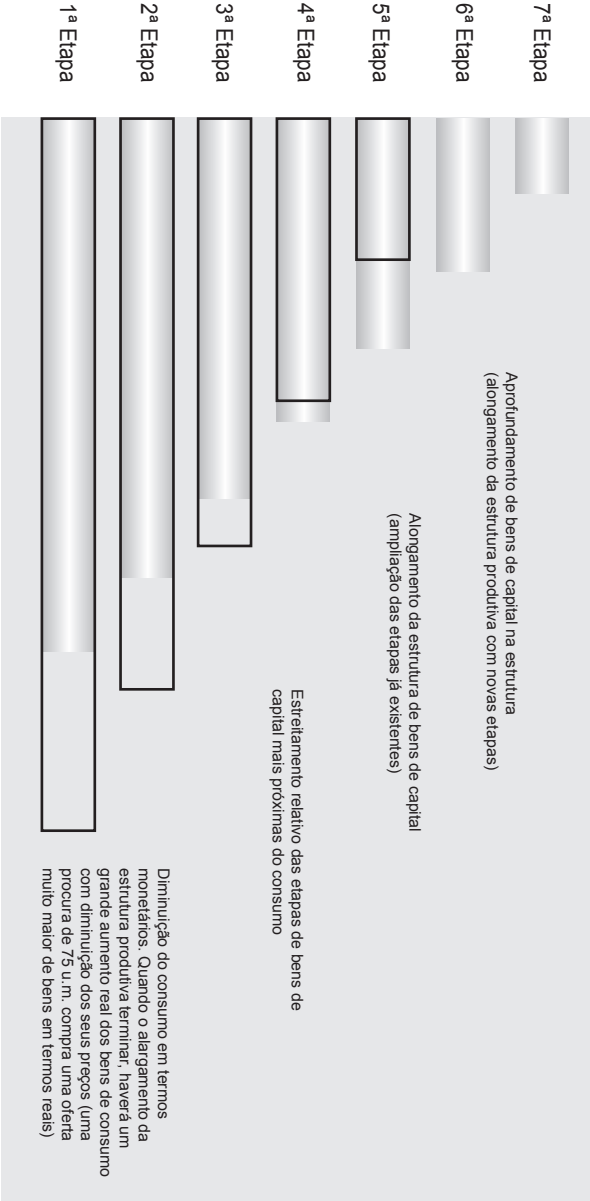 7ª Etapa
6ª Etapa
5ª Etapa
4ª Etapa
3ª Etapa
2ª Etapa
1ª Etapa
Aprofundamento de bens de capital na estrutura
(alongamento da estrutura produtiva com novas etapas)
Alongamento da estrutura de bens de capital
(ampliação das etapas já existentes)
Estreitamento relativo das etapas de bens de
capital mais próximas do consumo
Diminuição do consumo em termos
monetários. Quando o alargamento da
estrutura produtiva terminar, haverá um
grande aumento real dos bens de consumo
com diminuição dos seus preços (uma
procura de 75 u.m. compra uma oferta
muito maior de bens em termos reais)